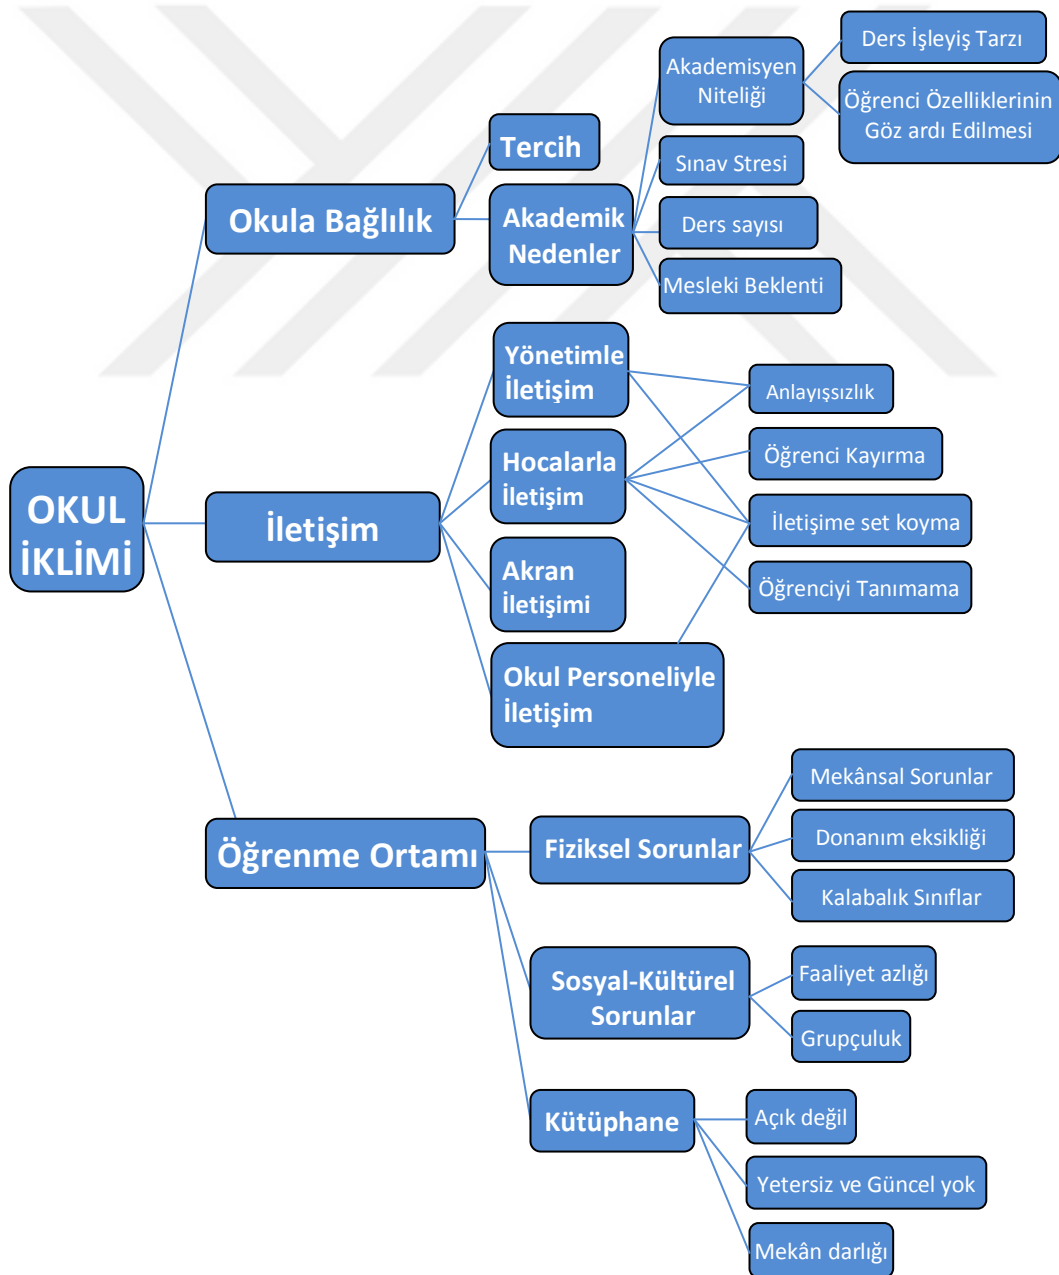 OKUL
İKLİMİ
Okula Bağlılık
Tercih
Akademik
Nedenler
Akademisyen
Niteliği
Ders İşleyiş Tarzı
Öğrenci Özelliklerinin
Göz ardı Edilmesi
Sınav Stresi
Ders sayısı
Mesleki Beklenti
İletişim
Yönetimle
İletişim
Hocalarla
İletişim
Akran
İletişimi
Okul Personeliyle
İletişim
Anlayışsızlık
Öğrenci Kayırma
İletişime set koyma
Öğrenciyi Tanımama
Öğrenme Ortamı
Fiziksel Sorunlar
Mekânsal Sorunlar
Donanım eksikliği
Kalabalık Sınıflar
Sosyal-Kültürel
Sorunlar
Faaliyet azlığı
Grupçuluk
Kütüphane
Açık değil
Yetersiz ve Güncel yok
Mekân darlığı